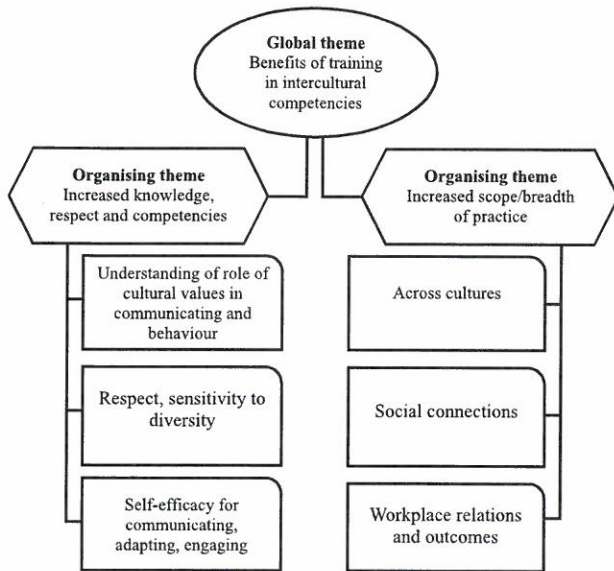 Global theme
Benefits of training
in intercultural
competencies
Organising theme
Increased knowledge,
respect and competencies
Organising theme
Increased scope/breadth
of practice
Understanding of role of
cultural values in
communicating and
behaviour
Across cultures
Respect, sensitivity to
diversity
Social connections
Self-efficacy for
communicating,
adapting, engaging
Workplace relations
and outcomes